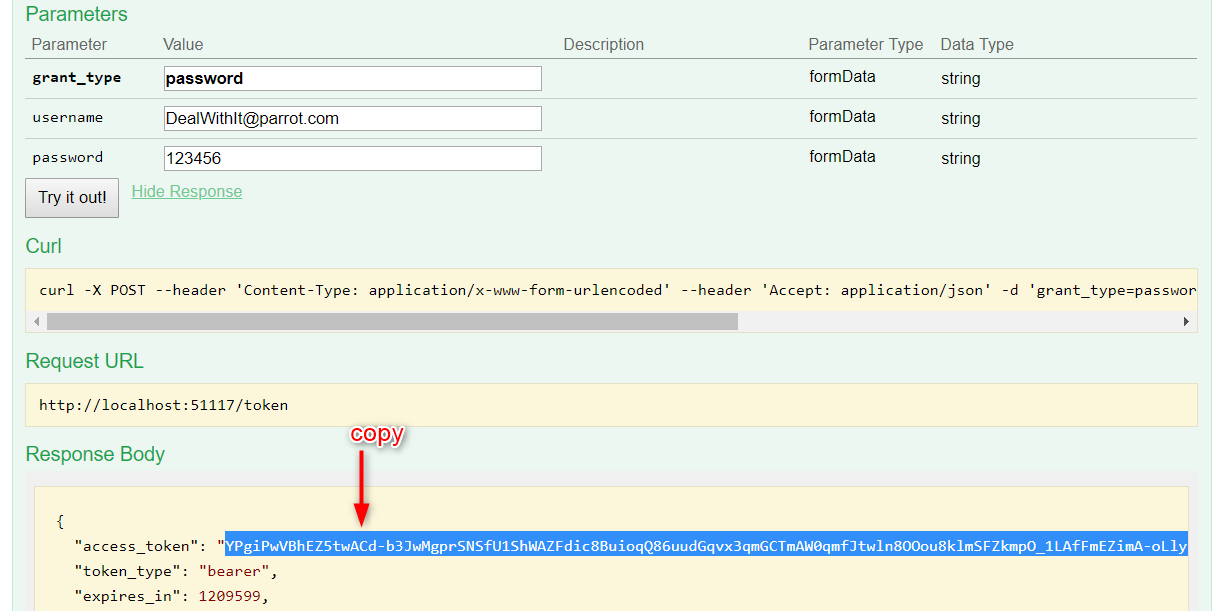 Parameters
Parameter Value Description Parameter Type Data Type
grant_type password formData string
username DealWithIt@parrot.com formData string
password 123456 formData string
Try it out! Hide Response
Curl
curl -X POST --header 'Content-Type: application/x-www-form-urlencoded' --header 'Accept: application/json' -d 'grant_type=passwor
Request URL
http://localhost:51117/token
copy
Response Body
{
"access_token": "YPgiPwVBhEZ5twACd-b3JwMgprSNSfU1ShWAZFdic8BuioqQ86uudGqvx3qmGCTmAW0qmfJtwln8OOou8klmSFZkmpO_1LAfFmEZimA-oLly
"token_type": "bearer",
"expires_in": 1209599,